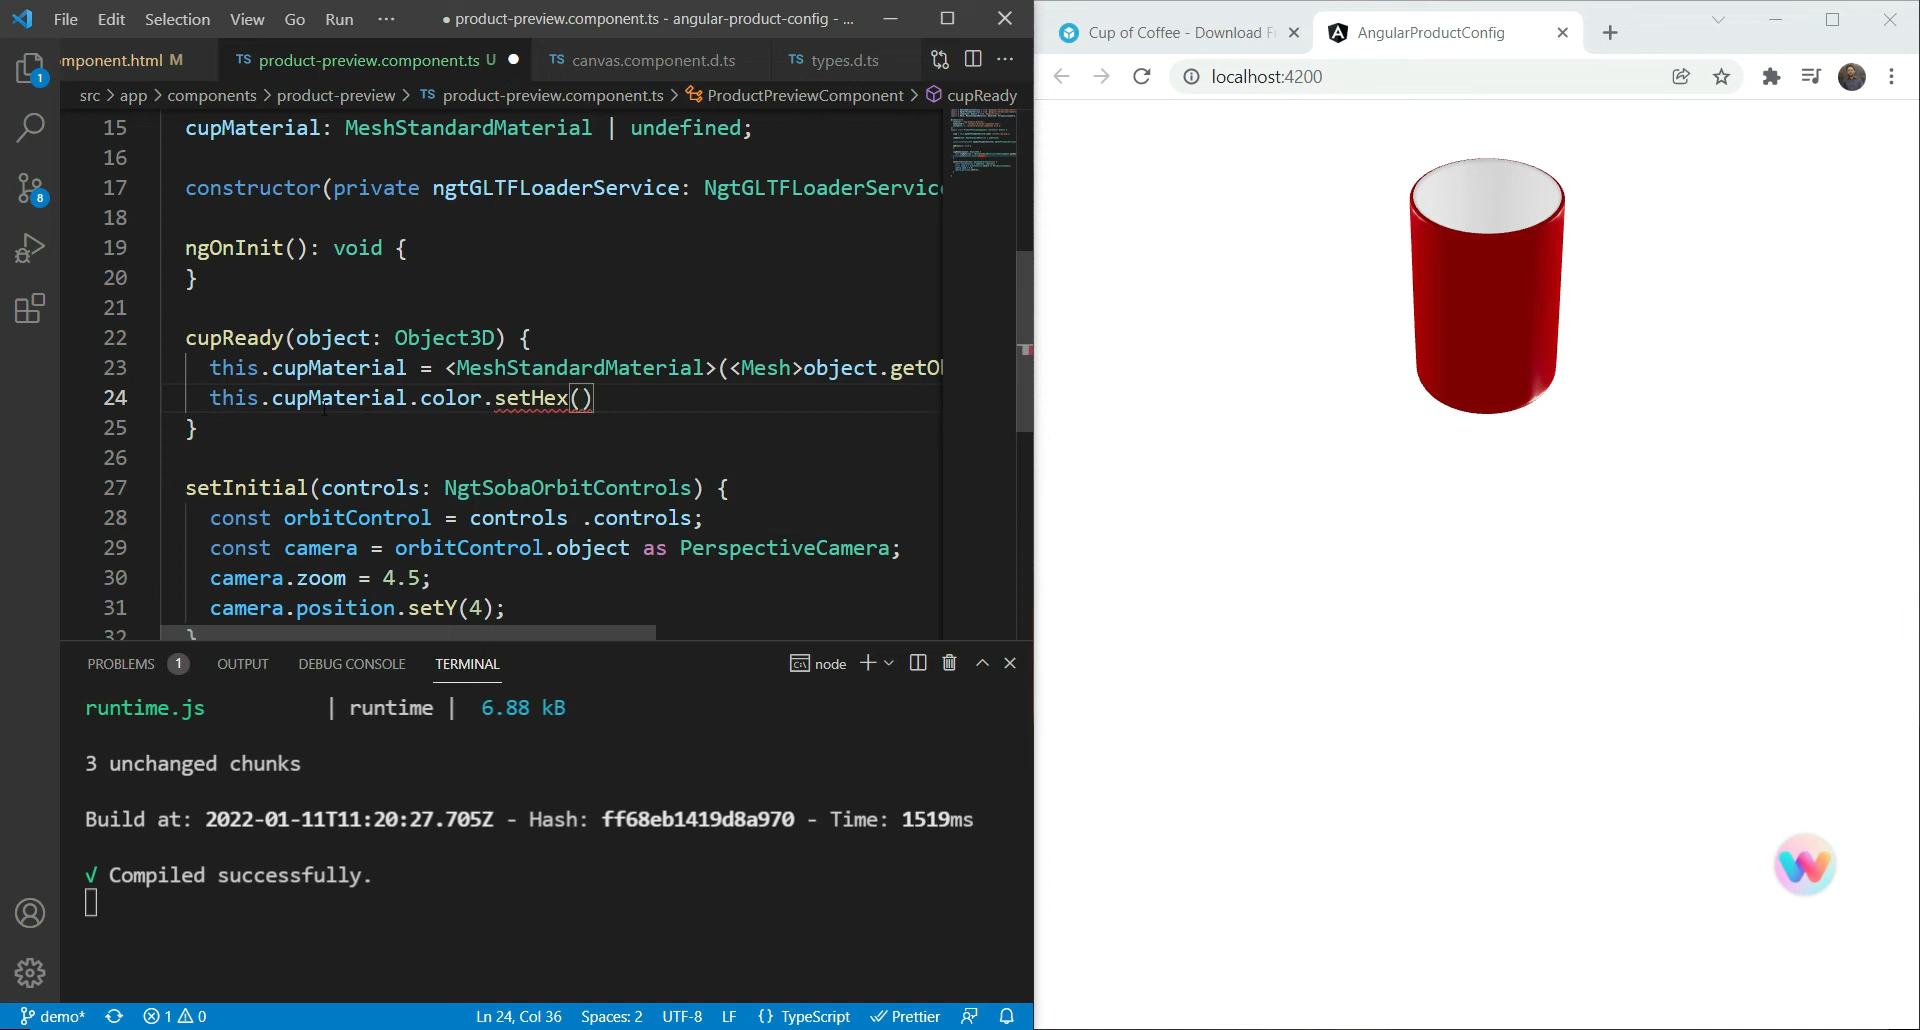 File Edit Selection View Go Run ··· ● product-preview.component.ts - angular-product-config - ...
omponent.html M TS product-preview.component.ts U TS canvas.component.d.ts TS types.d.ts
src > app > components > product-preview > TS product-preview.component.ts > ProductPreviewComponent > cupReady
15 cupMaterial: MeshStandardMaterial | undefined;
16
17 constructor(private ngtGLTFLoaderService: NgtGLTFLoaderService
18
19 ngOnInit(): void {
20 }
21
22 cupReady(object: Object3D) {
23 this.cupMaterial = <MeshStandardMaterial>(<Mesh>object.getOb
24 this.cupMaterial.color.setHex()
25 }
26
27 setInitial(controls: NgtSobaOrbitControls) {
28 const orbitControl = controls .controls;
29 const camera = orbitControl.object as PerspectiveCamera;
30 camera.zoom = 4.5;
31 camera.position.setY(4);
32 }
PROBLEMS 1 OUTPUT DEBUG CONSOLE TERMINAL node
runtime.js | runtime | 6.88 kB
3 unchanged chunks
Build at: 2022-01-11T11:20:27.705Z - Hash: ff68eb1419d8a970 - Time: 1519ms
√ Compiled successfully.
demo* 1 0 Ln 24, Col 36 Spaces: 2 UTF-8 LF {} TypeScript Prettier
1
8
Cup of Coffee - Download F AngularProductConfig
localhost:4200
W